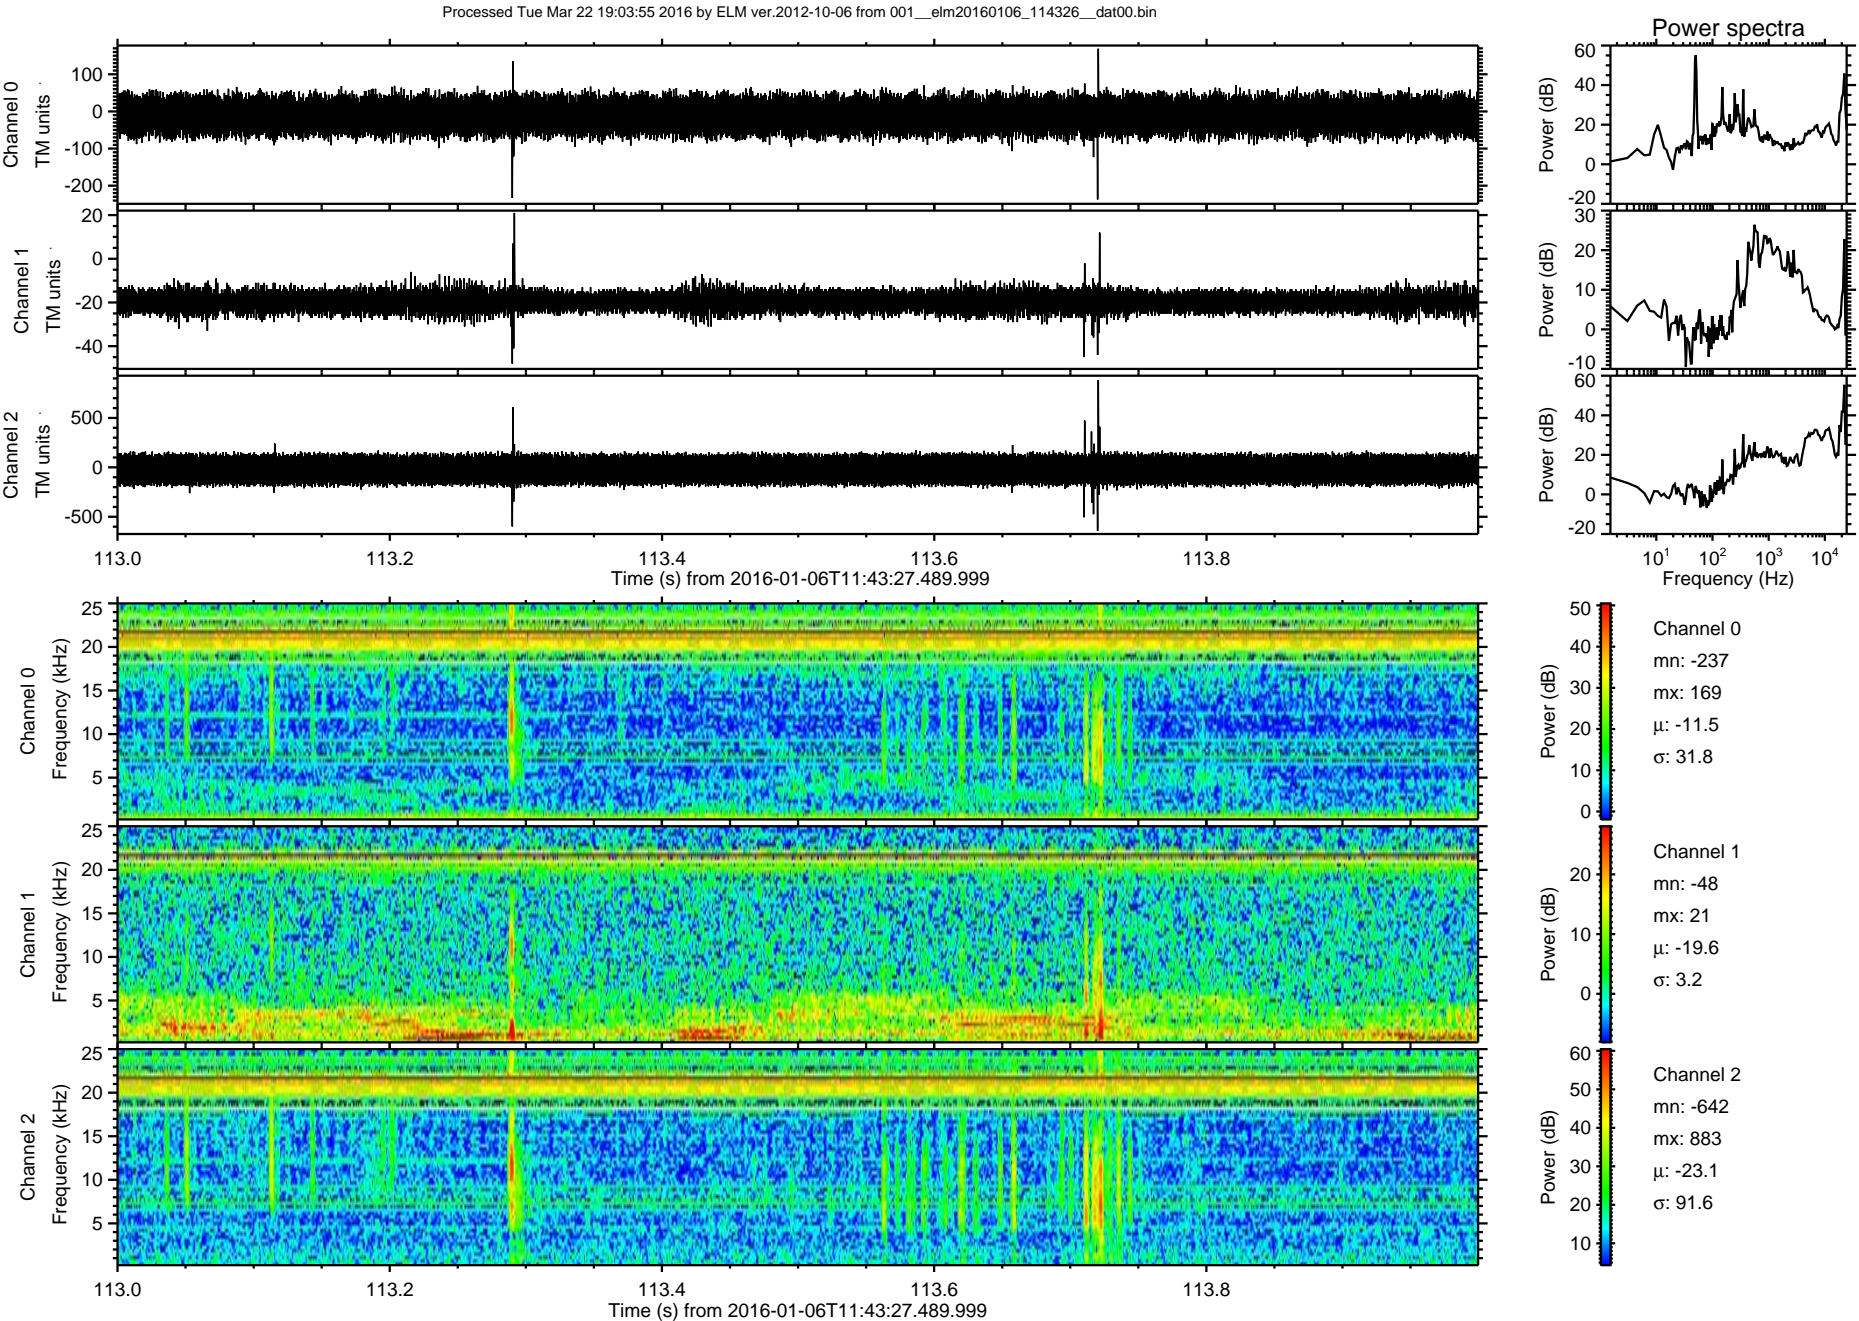 Processed Tue Mar 22 19:03:55 2016 by ELM ver.2012-10-06 from 001__elm20160106_114326__dat00.bin
Power spectra
Channel 0
TM units
100
0
-100
-200
Power (dB)
60
40
20
0
-20
Channel 1
TM units
20
0
-20
-40
Power (dB)
30
20
10
0
-10
Channel 2
TM units
500
0
-500
Power (dB)
60
40
20
0
-20
113.0 113.2 113.4 113.6 113.8
Time (s) from 2016-01-06T11:43:27.489.999
10¹ 10² 10³ 10⁴
Frequency (Hz)
Channel 0
Frequency (kHz)
25
20
15
10
5
Power (dB)
50
40
30
20
10
0
Channel 0
mn: -237
mx: 169
μ: -11.5
σ: 31.8
Channel 1
Frequency (kHz)
25
20
15
10
5
Power (dB)
20
10
0
Channel 1
mn: -48
mx: 21
μ: -19.6
σ: 3.2
Channel 2
Frequency (kHz)
25
20
15
10
5
Power (dB)
60
50
40
30
20
10
Channel 2
mn: -642
mx: 883
μ: -23.1
σ: 91.6
113.0 113.2 113.4 113.6 113.8
Time (s) from 2016-01-06T11:43:27.489.999